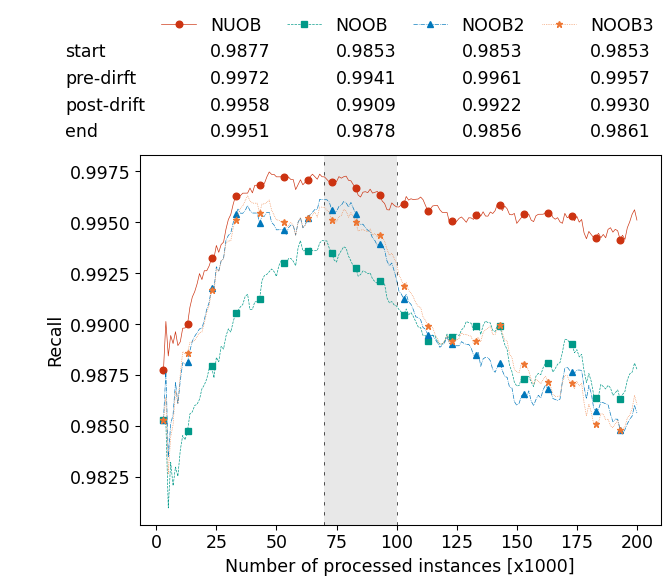 NUOB NOOB NOOB2 NOOB3
start 0.9877 0.9853 0.9853 0.9853
pre-dirft 0.9972 0.9941 0.9961 0.9957
post-drift 0.9958 0.9909 0.9922 0.9930
end 0.9951 0.9878 0.9856 0.9861
0.9975
0.9950
0.9925
0.9900
0.9875
0.9850
0.9825
Recall
0 25 50 75 100 125 150 175 200
Number of processed instances [x1000]